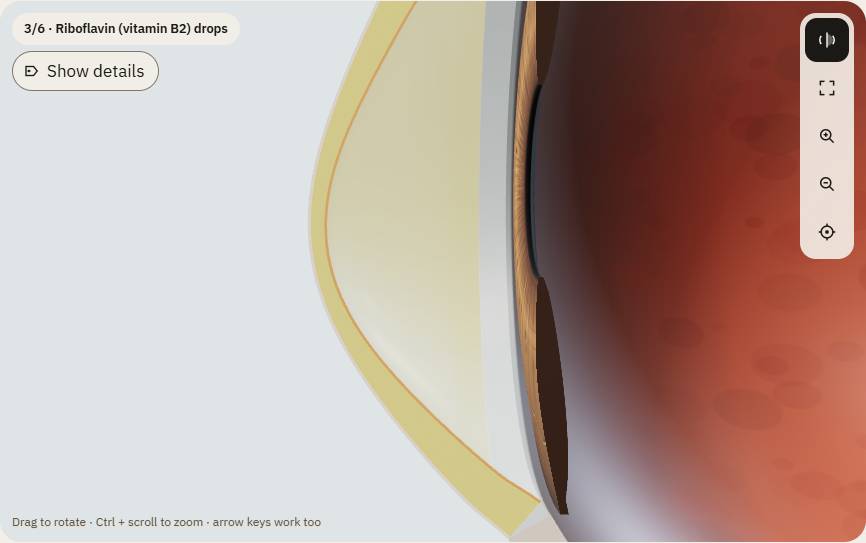 3/6 · Riboflavin (vitamin B2) drops
Show details
Drag to rotate · Ctrl + scroll to zoom · arrow keys work too